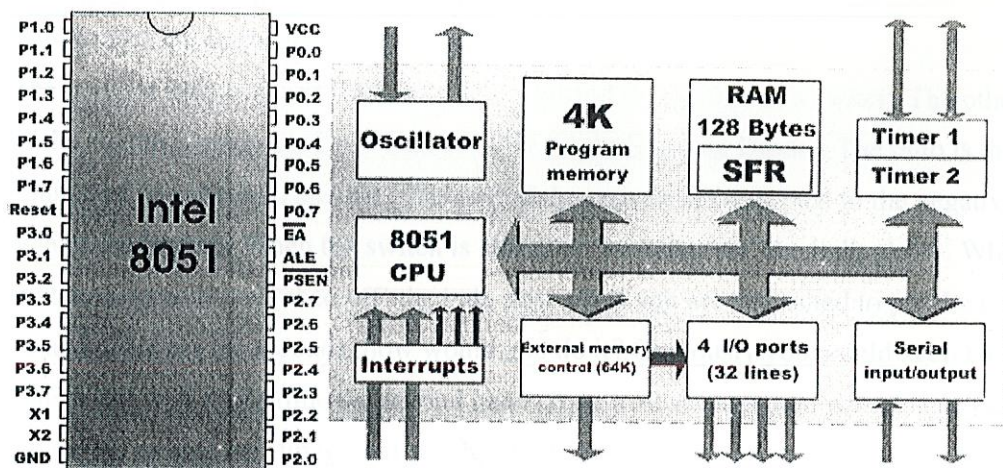 P1.0
P1.1
P1.2
P1.3
P1.4
P1.5
P1.6
P1.7
Reset
P3.0
P3.1
P3.2
P3.3
P3.4
P3.5
P3.6
P3.7
X1
X2
GND
Intel
8051
VCC
P0.0
P0.1
P0.2
P0.3
P0.4
P0.5
P0.6
P0.7
EA
ALE
PSEN
P2.7
P2.6
P2.5
P2.4
P2.3
P2.2
P2.1
P2.0
Oscillator
4K
Program
memory
RAM
128 Bytes
SFR
Timer 1
Timer 2
8051
CPU
Interrupts
External memory
control (64K)
4 I/O ports
(32 lines)
Serial
input/output